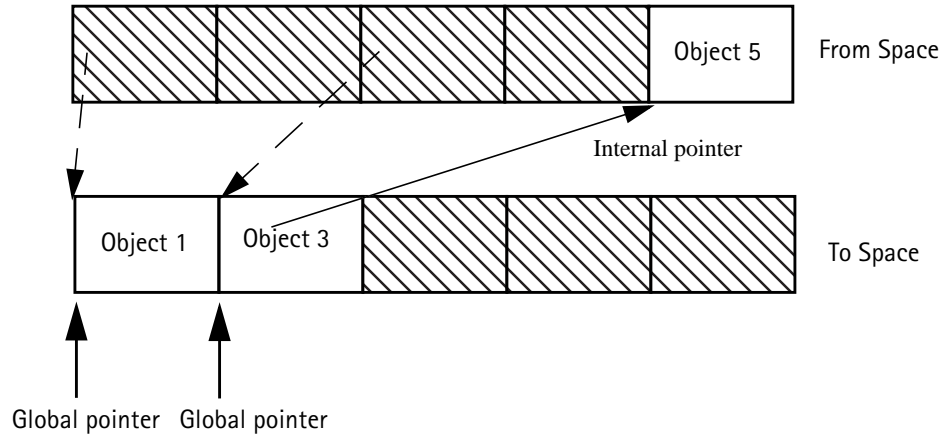 Object 5
From Space
Internal pointer
Object 1
Object 3
To Space
Global pointer
Global pointer